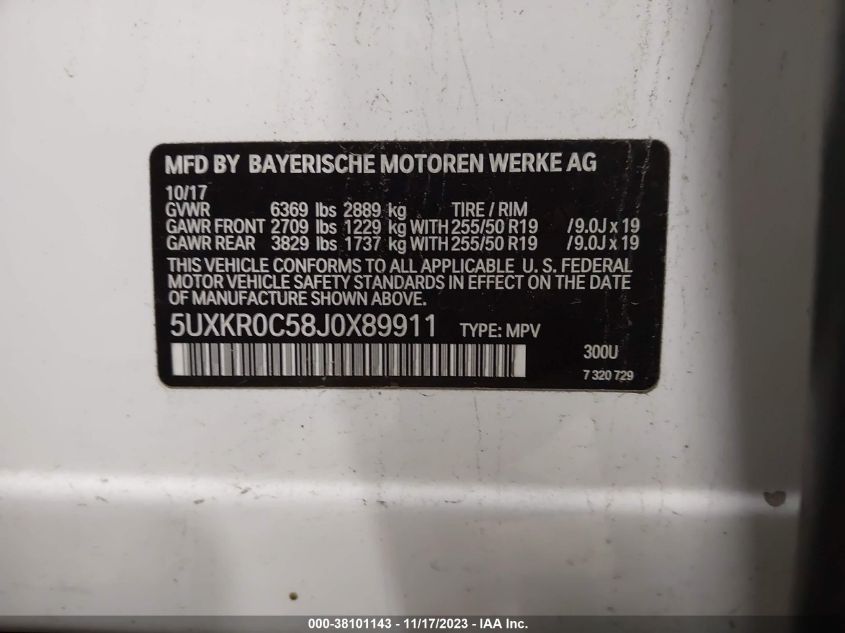 MFD BY BAYERISCHE MOTOREN WERKE AG
10/17
GVWR 6369 lbs 2889 kg TIRE / RIM
GAWR FRONT 2709 lbs 1229 kg WITH 255/50 R19 /9.0J x 19
GAWR REAR 3829 lbs 1737 kg WITH 255/50 R19 /9.0J x 19
THIS VEHICLE CONFORMS TO ALL APPLICABLE U. S. FEDERAL
MOTOR VEHICLE SAFETY STANDARDS IN EFFECT ON THE DATE
OF MANUFACTURE SHOWN ABOVE.
5UXKR0C58J0X89911 TYPE: MPV
300U
7 320 729
000-38101143 - 11/17/2023 - © IAA Inc.